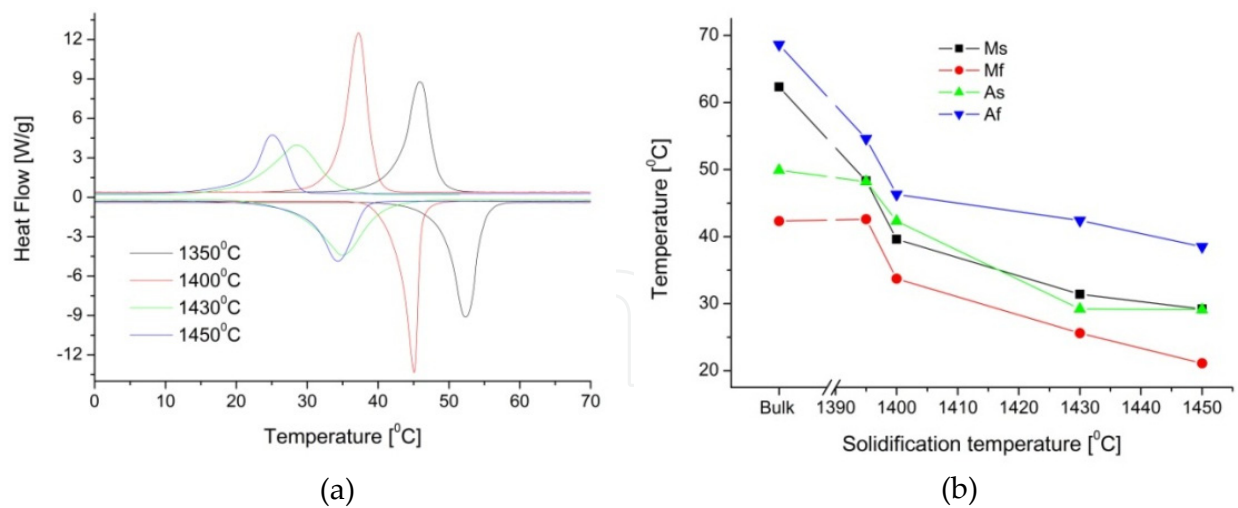 12
9
6
3
0
-3
-6
-9
-12
Heat Flow [W/g]
1350⁰C
1400⁰C
1430⁰C
1450⁰C
0 10 20 30 40 50 60 70
Temperature [⁰C]
(a)
70
60
50
40
30
20
Temperature [⁰C]
Ms
Mf
As
Af
Bulk 1390 1400 1410 1420 1430 1440 1450
Solidification temperature [⁰C]
(b)